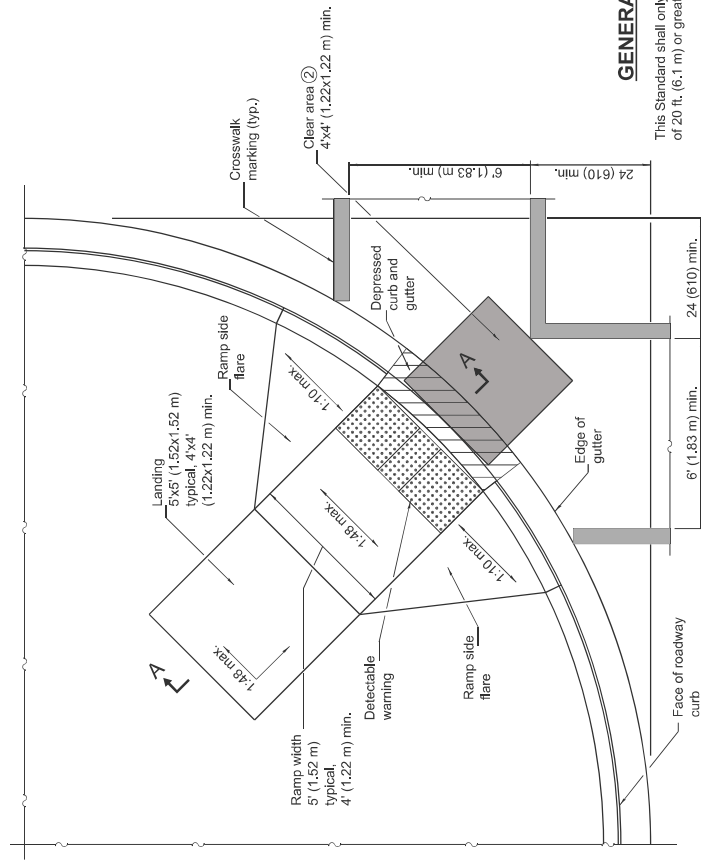 Crosswalk
marking (typ.)
Clear area ②
4'x4' (1.22x1.22 m) min.
6' (1.83 m) min.
24 (610) min.
Depressed
curb and
gutter
Ramp side
flare
1:10 max.
Landing
5'x5' (1.52x1.52 m)
typical, 4'x4'
(1.22x1.22 m) min.
A
1:48 max.
1:48 max.
A
24 (610) min.
6' (1.83 m) min.
Edge of
gutter
1:10 max.
Ramp width
5' (1.52 m)
typical,
4' (1.22 m) min.
Detectable
warning
Ramp side
flare
Face of roadway
curb
GENERA
This Standard shall only
of 20 ft. (6.1 m) or great